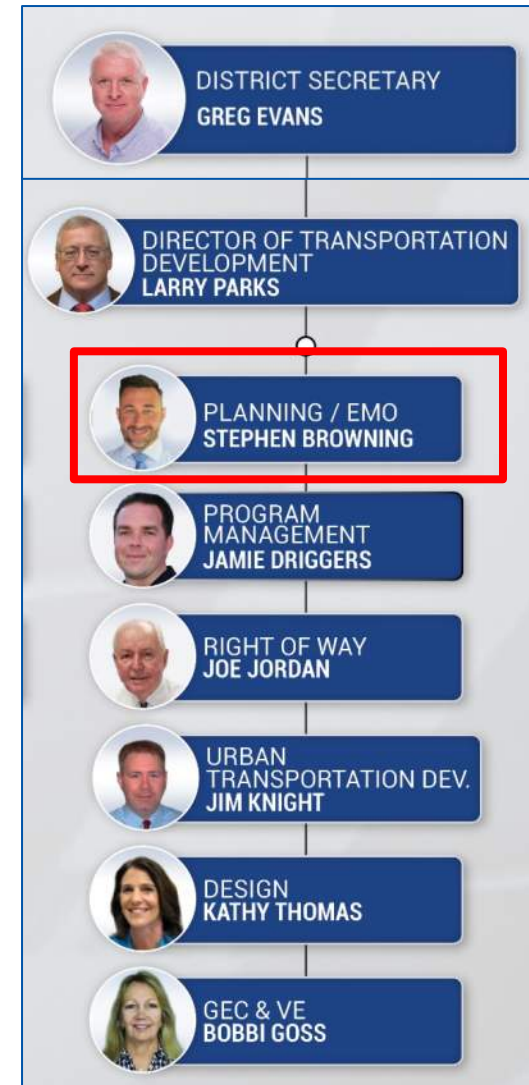 DISTRICT SECRETARY
GREG EVANS
DIRECTOR OF TRANSPORTATION
DEVELOPMENT
LARRY PARKS
PLANNING / EMO
STEPHEN BROWNING
PROGRAM
MANAGEMENT
JAMIE DRIGGERS
RIGHT OF WAY
JOE JORDAN
URBAN
TRANSPORTATION DEV.
JIM KNIGHT
DESIGN
KATHY THOMAS
GEC & VE
BOBBI GOSS